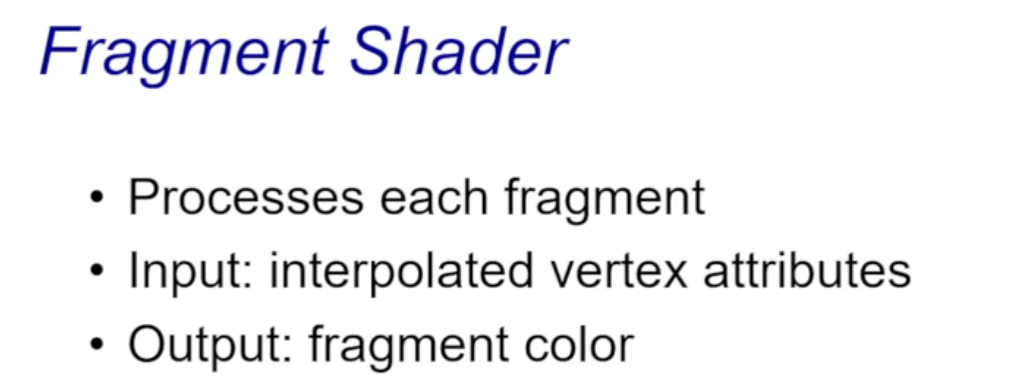 Fragment Shader
• Processes each fragment
• Input: interpolated vertex attributes
• Output: fragment color